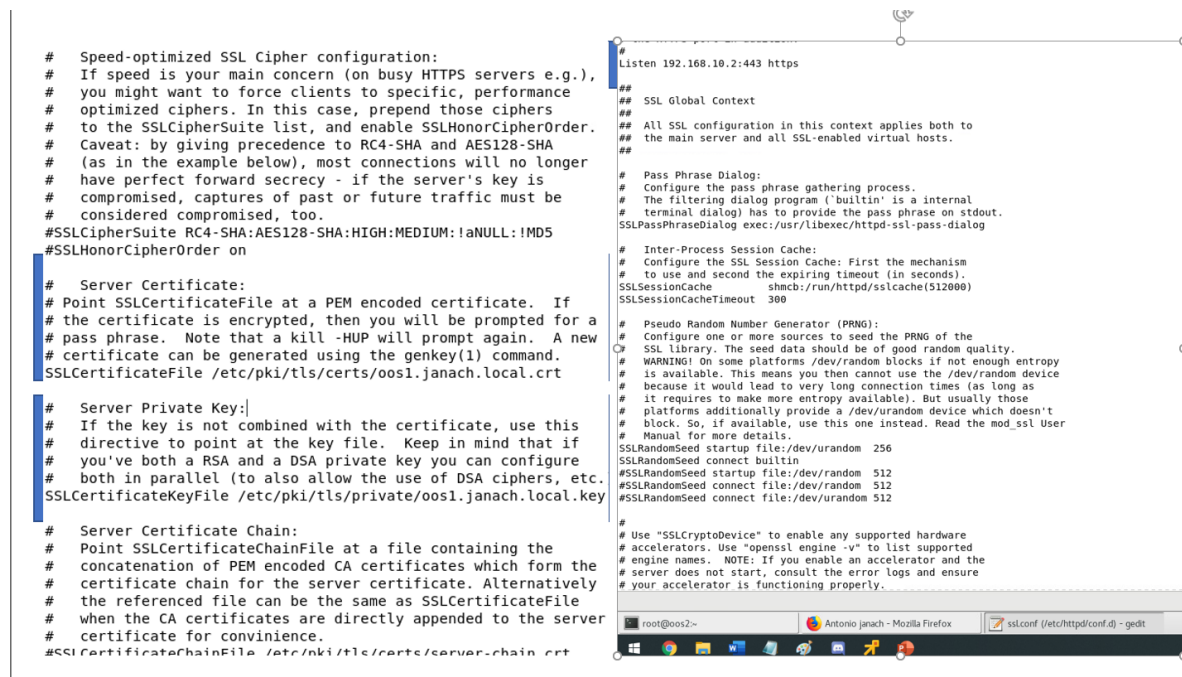 #   Speed-optimized SSL Cipher configuration:
#   If speed is your main concern (on busy HTTPS servers e.g.),
#   you might want to force clients to specific, performance
#   optimized ciphers. In this case, prepend those ciphers
#   to the SSLCipherSuite list, and enable SSLHonorCipherOrder.
#   Caveat: by giving precedence to RC4-SHA and AES128-SHA
#   (as in the example below), most connections will no longer
#   have perfect forward secrecy - if the server's key is
#   compromised, captures of past or future traffic must be
#   considered compromised, too.
#SSLCipherSuite RC4-SHA:AES128-SHA:HIGH:MEDIUM:!aNULL:!MD5
#SSLHonorCipherOrder on
#   Server Certificate:
# Point SSLCertificateFile at a PEM encoded certificate.  If
# the certificate is encrypted, then you will be prompted for a
# pass phrase.  Note that a kill -HUP will prompt again.  A new
# certificate can be generated using the genkey(1) command.
SSLCertificateFile /etc/pki/tls/certs/oos1.janach.local.crt
#   Server Private Key:
#   If the key is not combined with the certificate, use this
#   directive to point at the key file.  Keep in mind that if
#   you've both a RSA and a DSA private key you can configure
#   both in parallel (to also allow the use of DSA ciphers, etc.
SSLCertificateKeyFile /etc/pki/tls/private/oos1.janach.local.key
#   Server Certificate Chain:
#   Point SSLCertificateChainFile at a file containing the
#   concatenation of PEM encoded CA certificates which form the
#   certificate chain for the server certificate. Alternatively
#   the referenced file can be the same as SSLCertificateFile
#   when the CA certificates are directly appended to the server
#   certificate for convinience.
#SSLCertificateChainFile /etc/pki/tls/certs/server-chain.crt
#
Listen 192.168.10.2:443 https
##
##  SSL Global Context
##
##  All SSL configuration in this context applies both to
##  the main server and all SSL-enabled virtual hosts.
##
#   Pass Phrase Dialog:
#   Configure the pass phrase gathering process.
#   The filtering dialog program (`builtin' is a internal
#   terminal dialog) has to provide the pass phrase on stdout.
SSLPassPhraseDialog exec:/usr/libexec/httpd-ssl-pass-dialog
#   Inter-Process Session Cache:
#   Configure the SSL Session Cache: First the mechanism
#   to use and second the expiring timeout (in seconds).
SSLSessionCache         shmcb:/run/httpd/sslcache(512000)
SSLSessionCacheTimeout  300
#   Pseudo Random Number Generator (PRNG):
#   Configure one or more sources to seed the PRNG of the
#   SSL library. The seed data should be of good random quality.
#   WARNING! On some platforms /dev/random blocks if not enough entropy
#   is available. This means you then cannot use the /dev/random device
#   because it would lead to very long connection times (as long as
#   it requires to make more entropy available). But usually those
#   platforms additionally provide a /dev/urandom device which doesn't
#   block. So, if available, use this one instead. Read the mod_ssl User
#   Manual for more details.
SSLRandomSeed startup file:/dev/urandom  256
SSLRandomSeed connect builtin
#SSLRandomSeed startup file:/dev/random  512
#SSLRandomSeed connect file:/dev/random  512
#SSLRandomSeed connect file:/dev/urandom 512
#
# Use "SSLCryptoDevice" to enable any supported hardware
# accelerators. Use "openssl engine -v" to list supported
# engine names.  NOTE: If you enable an accelerator and the
# server does not start, consult the error logs and ensure
# your accelerator is functioning properly.
root@oos2:~
Antonio janach - Mozilla Firefox
ssl.conf (/etc/httpd/conf.d) - gedit